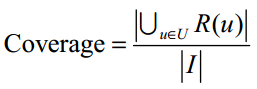 Coverage = |⋃_{u∈U} R(u)| / |I|